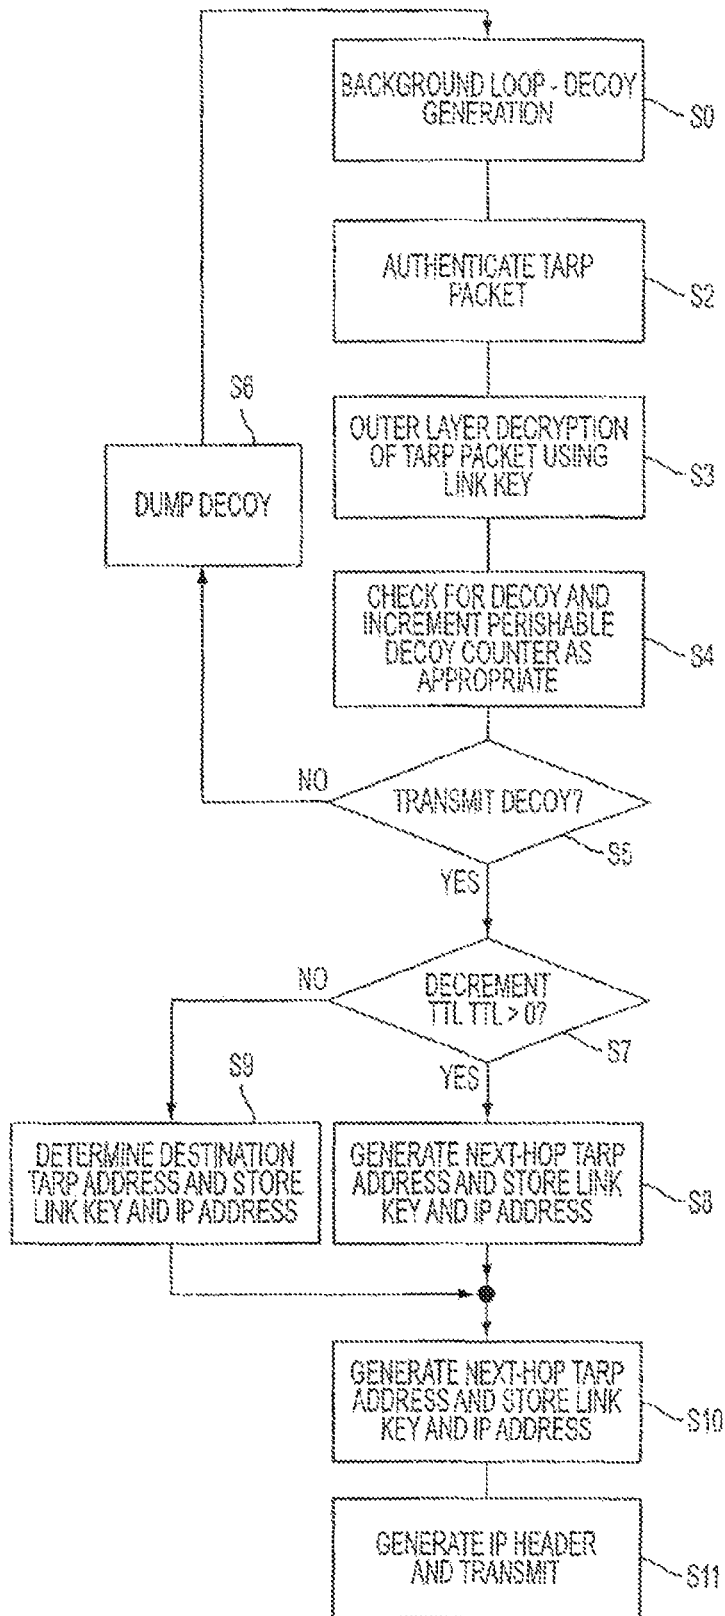 BACKGROUND LOOP - DECOY
GENERATION
S0
AUTHENTICATE TARP
PACKET
S2
OUTER LAYER DECRYPTION
OF TARP PACKET USING
LINK KEY
S3
S6
DUMP DECOY
CHECK FOR DECOY AND
INCREMENT PERISHABLE
DECOY COUNTER AS
APPROPRIATE
S4
NO
TRANSMIT DECOY?
S5
YES
NO
DECREMENT
TTL TTL > 0?
S7
YES
S9
DETERMINE DESTINATION
TARP ADDRESS AND STORE
LINK KEY AND IP ADDRESS
GENERATE NEXT-HOP TARP
ADDRESS AND STORE LINK
KEY AND IP ADDRESS
S8
GENERATE NEXT-HOP TARP
ADDRESS AND STORE LINK
KEY AND IP ADDRESS
S10
GENERATE IP HEADER
AND TRANSMIT
S11